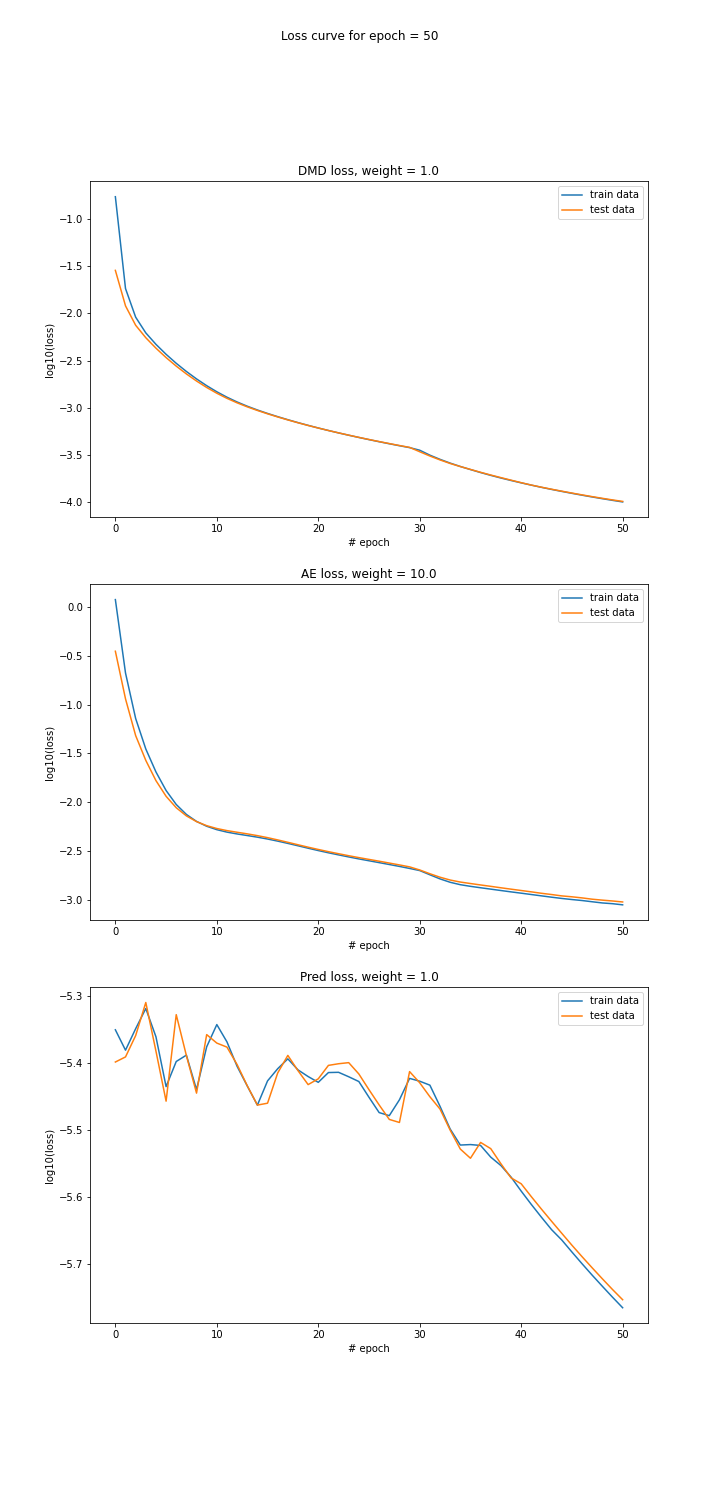 Loss curve for epoch = 50
DMD loss, weight = 1.0
train data
test data
−1.0
−1.5
−2.0
−2.5
−3.0
−3.5
−4.0
log10(loss)
0 10 20 30 40 50
# epoch
AE loss, weight = 10.0
train data
test data
0.0
−0.5
−1.0
−1.5
−2.0
−2.5
−3.0
log10(loss)
0 10 20 30 40 50
# epoch
Pred loss, weight = 1.0
train data
test data
−5.3
−5.4
−5.5
−5.6
−5.7
log10(loss)
0 10 20 30 40 50
# epoch